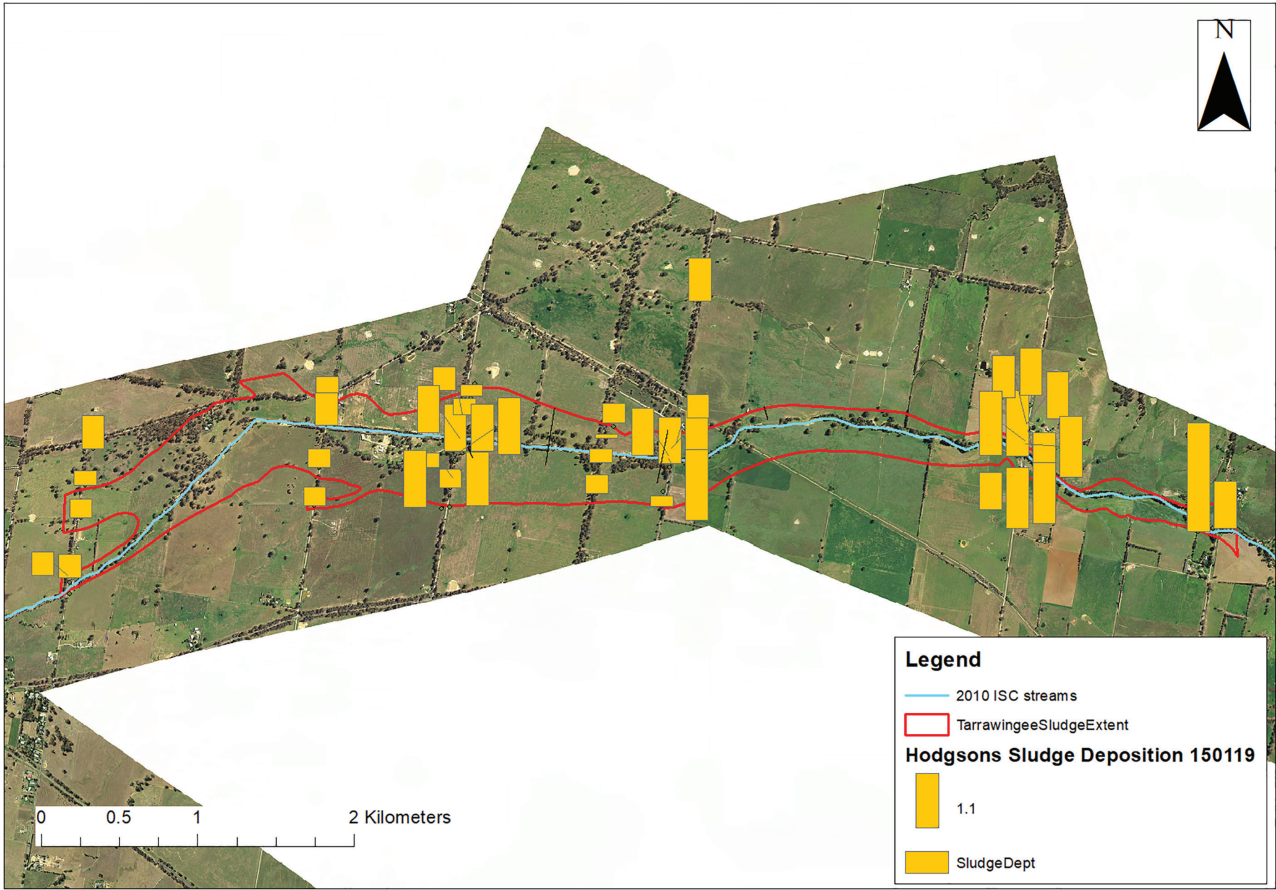 N
Legend
2010 ISC streams
TarrawingeeSludgeExtent
Hodgsons Sludge Deposition 150119
1.1
SludgeDept
0 0.5 1 2 Kilometers